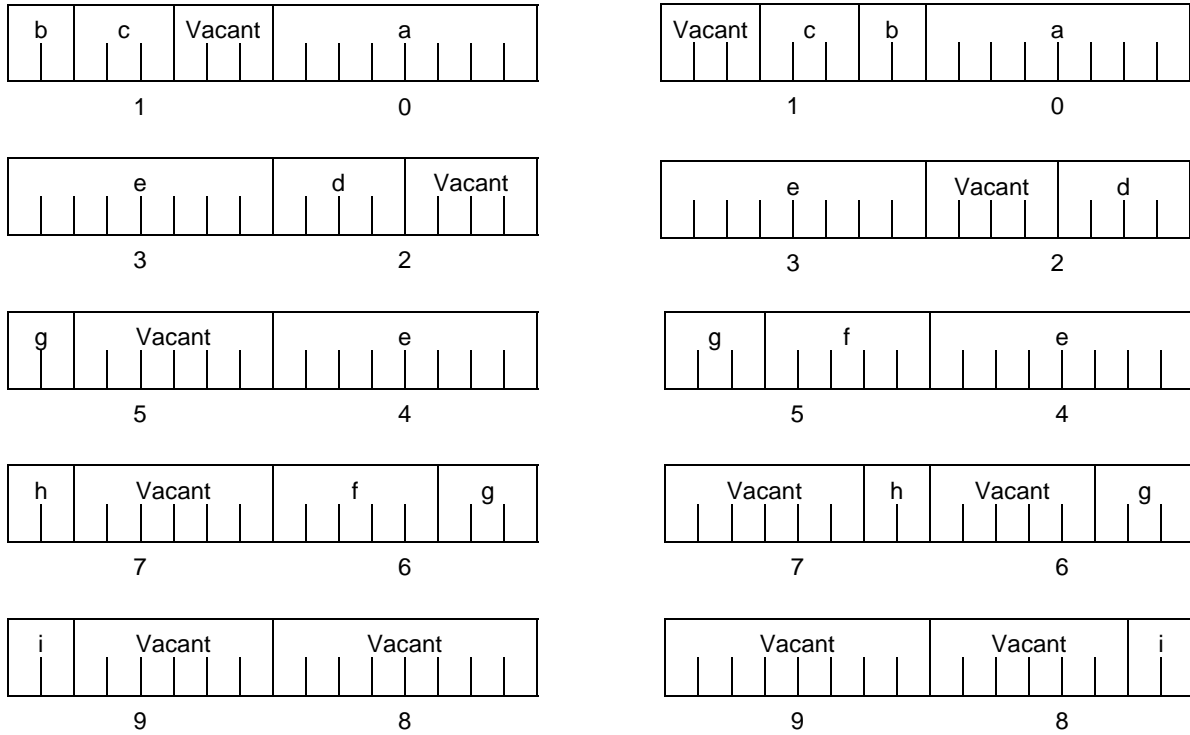 b c Vacant a
1 0
Vacant c b a
1 0
e d Vacant
3 2
e Vacant d
3 2
g Vacant e
5 4
g f e
5 4
h Vacant f g
7 6
Vacant h Vacant g
7 6
i Vacant Vacant
9 8
Vacant Vacant i
9 8